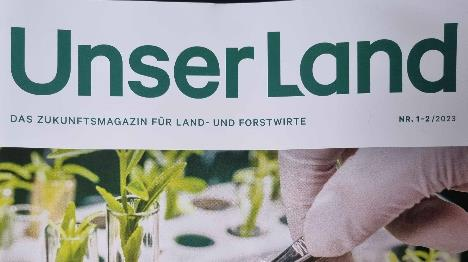 Unser Land
DAS ZUKUNFTSMAGAZIN FÜR LAND- UND FORSTWIRTE NR. 1-2/2023